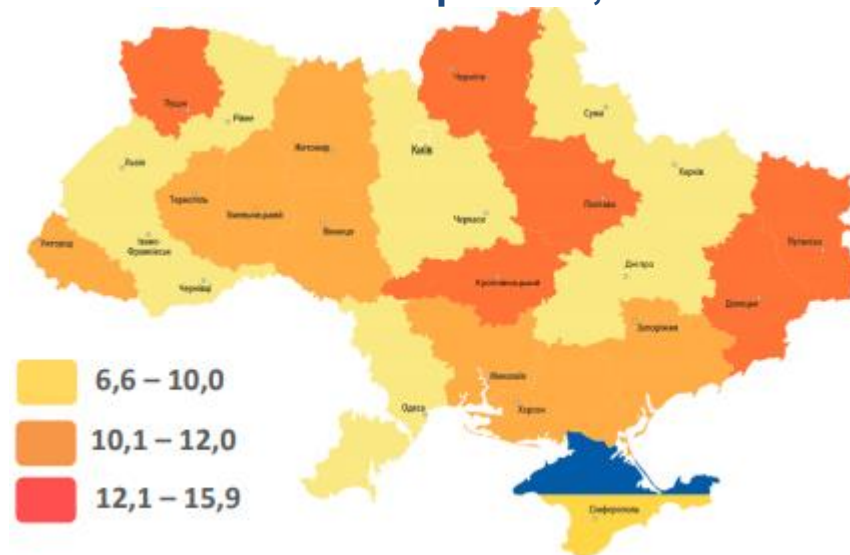 Чернігів
Суми
Луцьк
Рівне
Київ
Житомир
Львів
Харків
Тернопіль
Полтава
Хмельницький
Черкаси
Вінниця
Ужгород
Івано-
Франківськ
Луганськ
Дніпро
Чернівці
Кропивницький
Донецьк
Запоріжжя
6,6 – 10,0
Миколаїв
Одеса
Херсон
10,1 – 12,0
12,1 – 15,9
Сімферополь